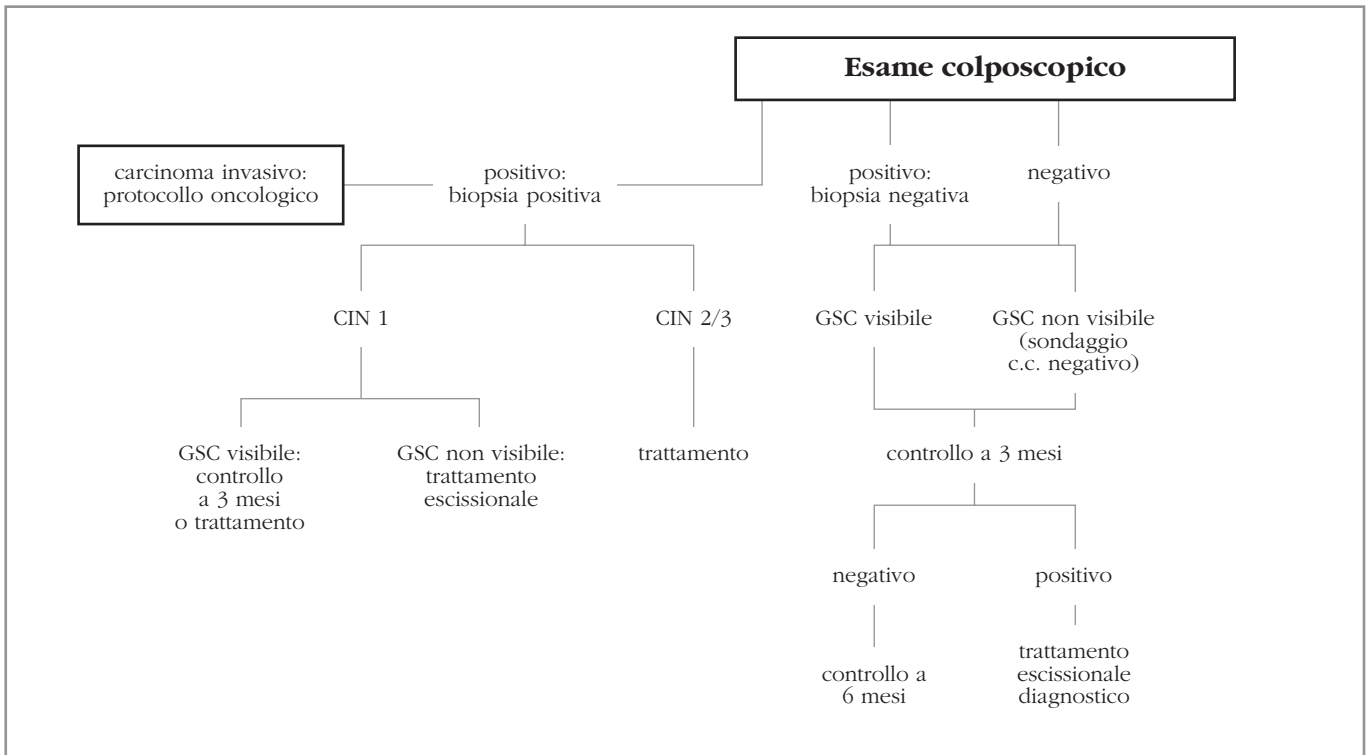 Esame colposcopico
carcinoma invasivo:
protocollo oncologico
positivo:
biopsia positiva
positivo:
biopsia negativa
negativo
CIN 1
CIN 2/3
GSC visibile
GSC non visibile
(sondaggio
c.c. negativo)
GSC visibile:
controllo
a 3 mesi
o trattamento
GSC non visibile:
trattamento
escissionale
trattamento
controllo a 3 mesi
negativo
positivo
controllo a
6 mesi
trattamento
escissionale
diagnostico